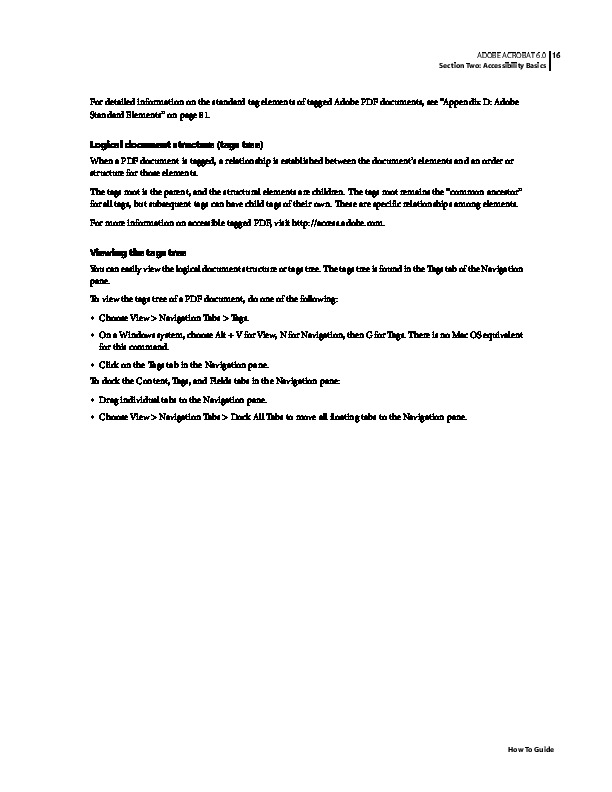 ADOBE ACROBAT 6.0 16
Section Two: Accessibility Basics
For detailed information on the standard tag elements of tagged Adobe PDF documents, see "Appendix D: Adobe
Standard Elements" on page 81.
Logical document structure (tags tree)
When a PDF document is tagged, a relationship is established between the document's elements and an order or
structure for those elements.
The tags root is the parent, and the structural elements are children. The tags root remains the "common ancestor"
for all tags, but subsequent tags can have child tags of their own. These are specific relationships among elements.
For more information on accessible tagged PDF, visit http://access.adobe.com.
Viewing the tags tree
You can easily view the logical document structure or tags tree. The tags tree is found in the Tags tab of the Navigation
pane.
To view the tags tree of a PDF document, do one of the following:
• Choose View > Navigation Tabs > Tags.
• On a Windows system, choose Alt + V for View, N for Navigation, then G for Tags. There is no Mac OS equivalent
for this command.
• Click on the Tags tab in the Navigation pane.
To dock the Content, Tags, and Fields tabs in the Navigation pane:
• Drag individual tabs to the Navigation pane.
• Choose View > Navigation Tabs > Dock All Tabs to move all floating tabs to the Navigation pane.
How To Guide